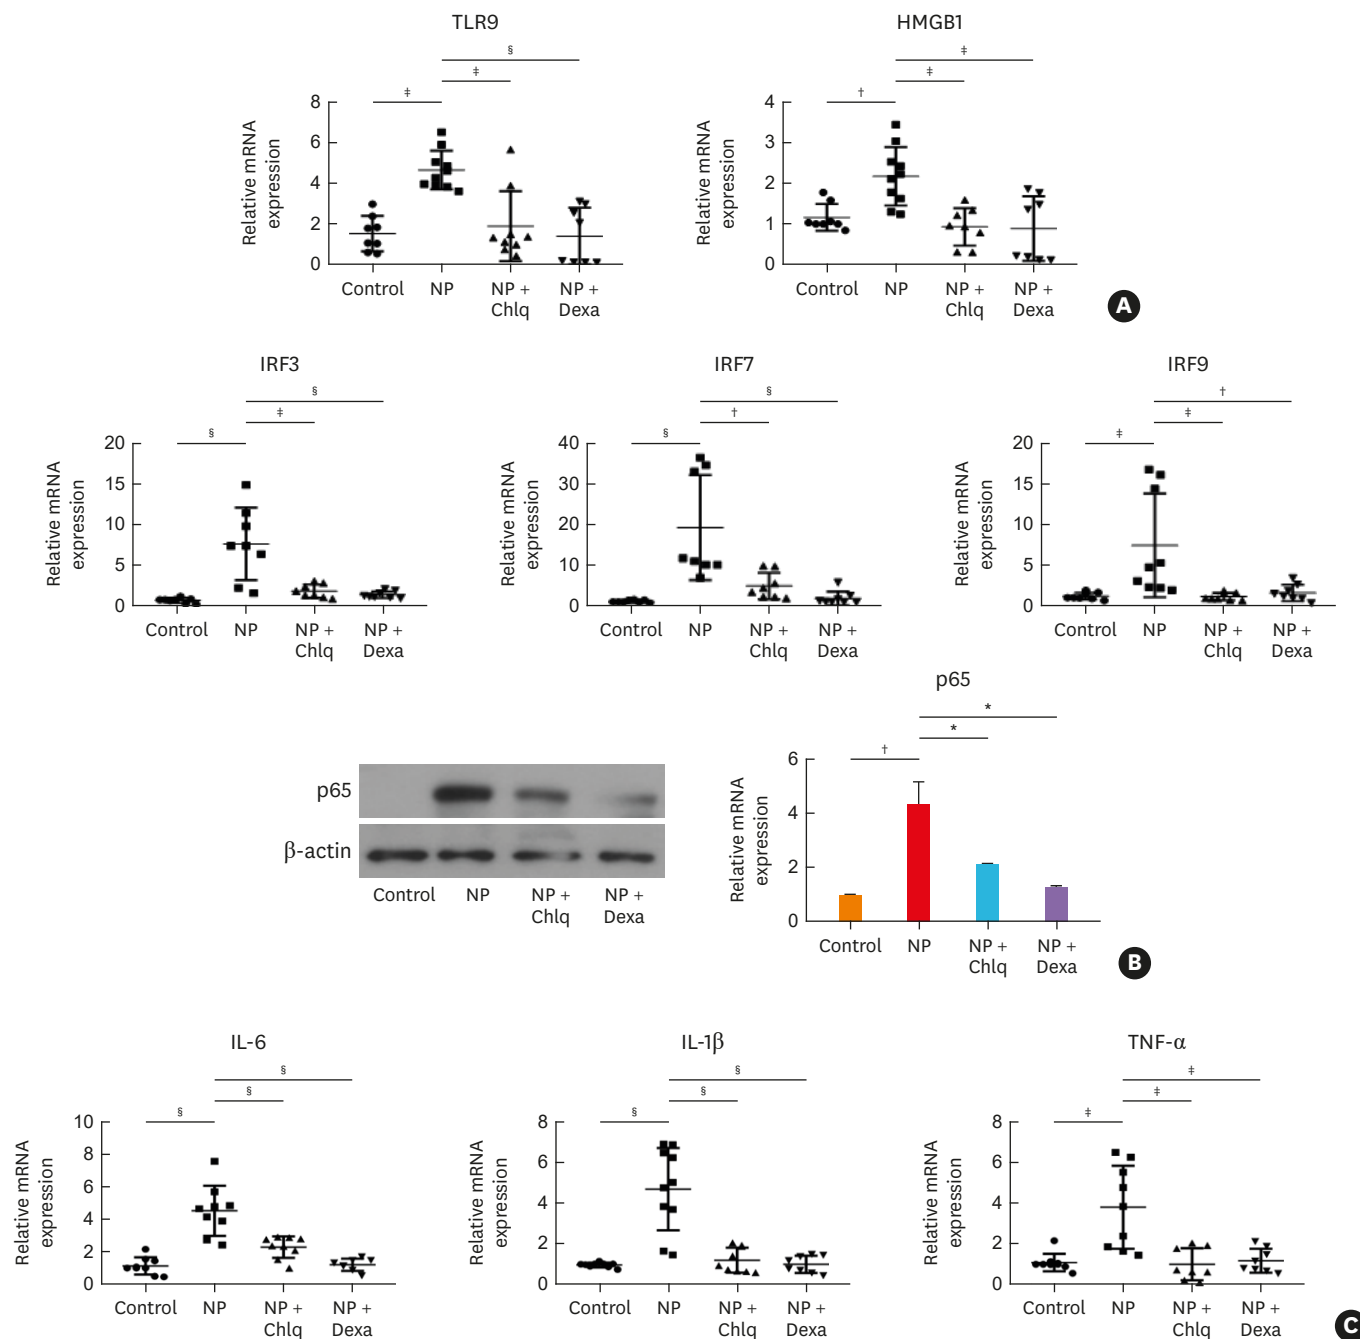 TLR9
§
‡
‡
Relative mRNA
expression
8
6
4
2
0
Control
NP
NP +
Chlq
NP +
Dexa
HMGB1
‡
‡
†
Relative mRNA
expression
4
3
2
1
0
Control
NP
NP +
Chlq
NP +
Dexa
A
IRF3
§
‡
§
Relative mRNA
expression
20
15
10
5
0
Control
NP
NP +
Chlq
NP +
Dexa
IRF7
§
†
§
Relative mRNA
expression
40
30
20
10
0
Control
NP
NP +
Chlq
NP +
Dexa
IRF9
†
‡
‡
Relative mRNA
expression
20
15
10
5
0
Control
NP
NP +
Chlq
NP +
Dexa
p65
β-actin
Control
NP
NP +
Chlq
NP +
Dexa
p65
*
*
†
Relative mRNA
expression
6
4
2
0
Control
NP
NP +
Chlq
NP +
Dexa
B
IL-6
§
§
§
Relative mRNA
expression
10
8
6
4
2
0
Control
NP
NP +
Chlq
NP +
Dexa
IL-1β
§
§
§
Relative mRNA
expression
8
6
4
2
0
Control
NP
NP +
Chlq
NP +
Dexa
TNF-α
‡
‡
‡
Relative mRNA
expression
8
6
4
2
0
Control
NP
NP +
Chlq
NP +
Dexa
C